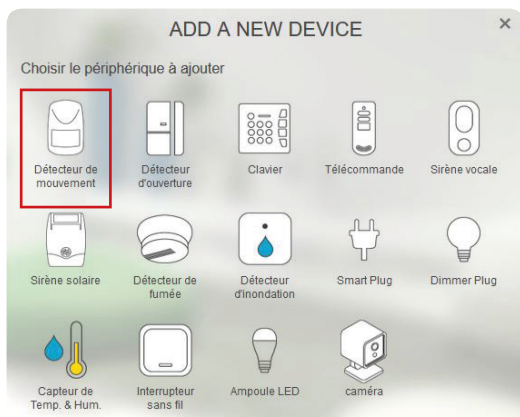 ADD A NEW DEVICE
×
Choisir le périphérique à ajouter
Détecteur de
mouvement
Détecteur
d'ouverture
Clavier
Télécommande
Sirène vocale
Sirène solaire
Détecteur de
fumée
Détecteur
d'inondation
Smart Plug
Dimmer Plug
Capteur de
Temp. & Hum.
Interrupteur
sans fil
Ampoule LED
caméra